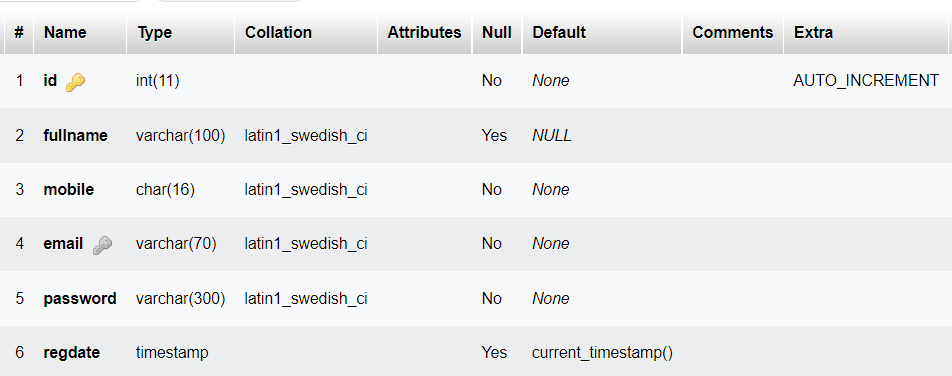 # Name Type Collation Attributes Null Default Comments Extra
1 id int(11) No None AUTO_INCREMENT
2 fullname varchar(100) latin1_swedish_ci Yes NULL
3 mobile char(16) latin1_swedish_ci No None
4 email varchar(70) latin1_swedish_ci No None
5 password varchar(300) latin1_swedish_ci No None
6 regdate timestamp Yes current_timestamp()